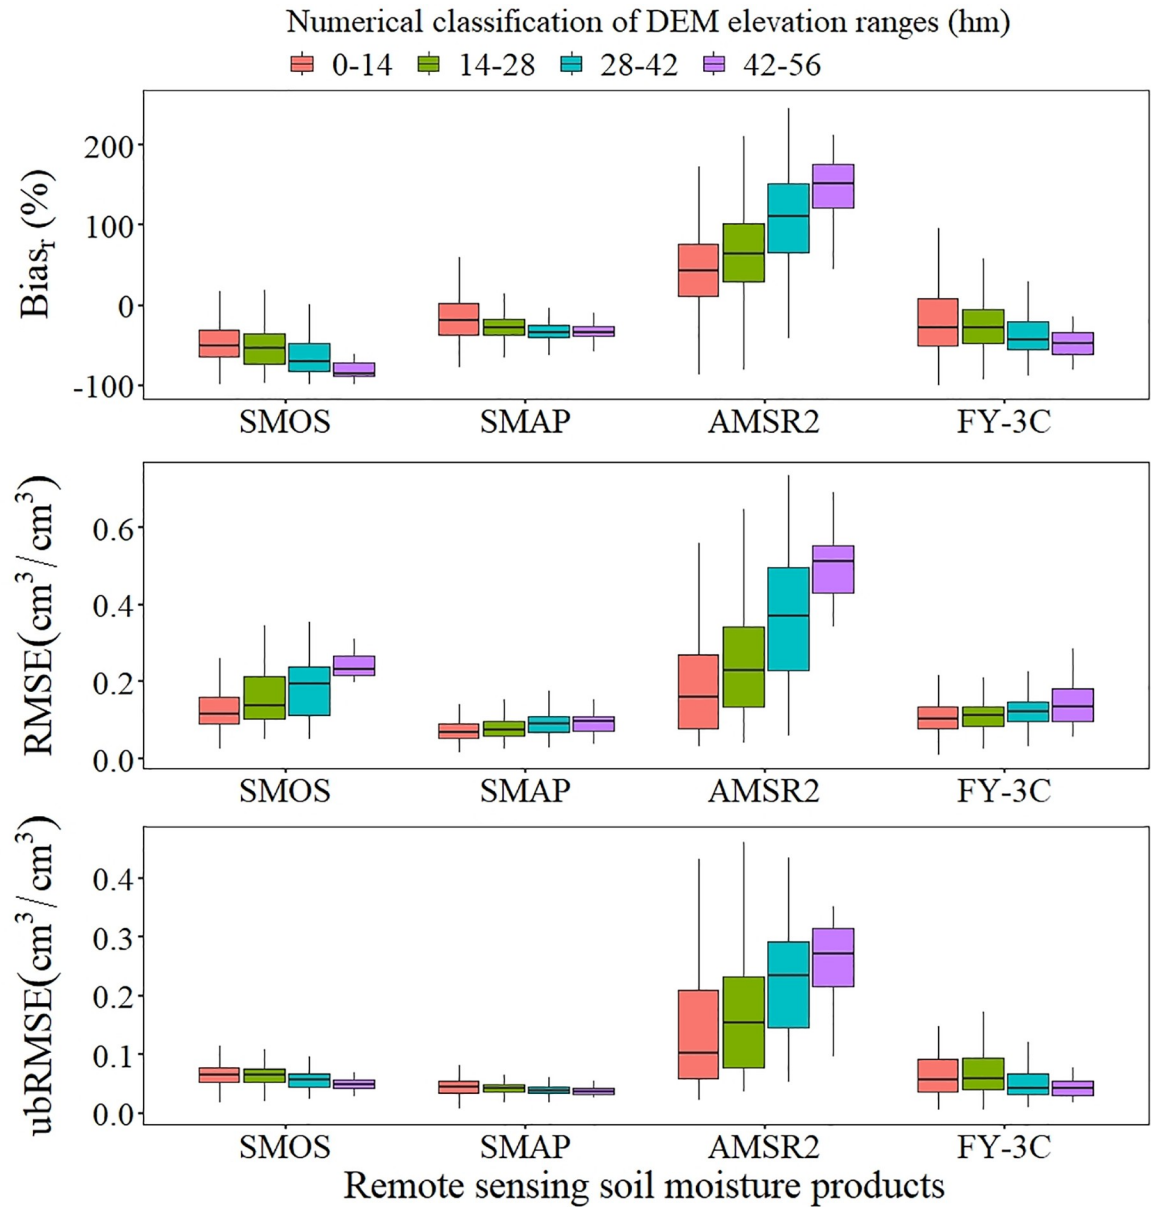 Numerical classification of DEM elevation ranges (hm)
0-14 14-28 28-42 42-56
Biasr (%)
200
100
0
-100
SMOS SMAP AMSR2 FY-3C
RMSE(cm3/cm3)
0.6
0.4
0.2
0.0
SMOS SMAP AMSR2 FY-3C
ubRMSE(cm3/cm3)
0.4
0.3
0.2
0.1
0.0
SMOS SMAP AMSR2 FY-3C
Remote sensing soil moisture products